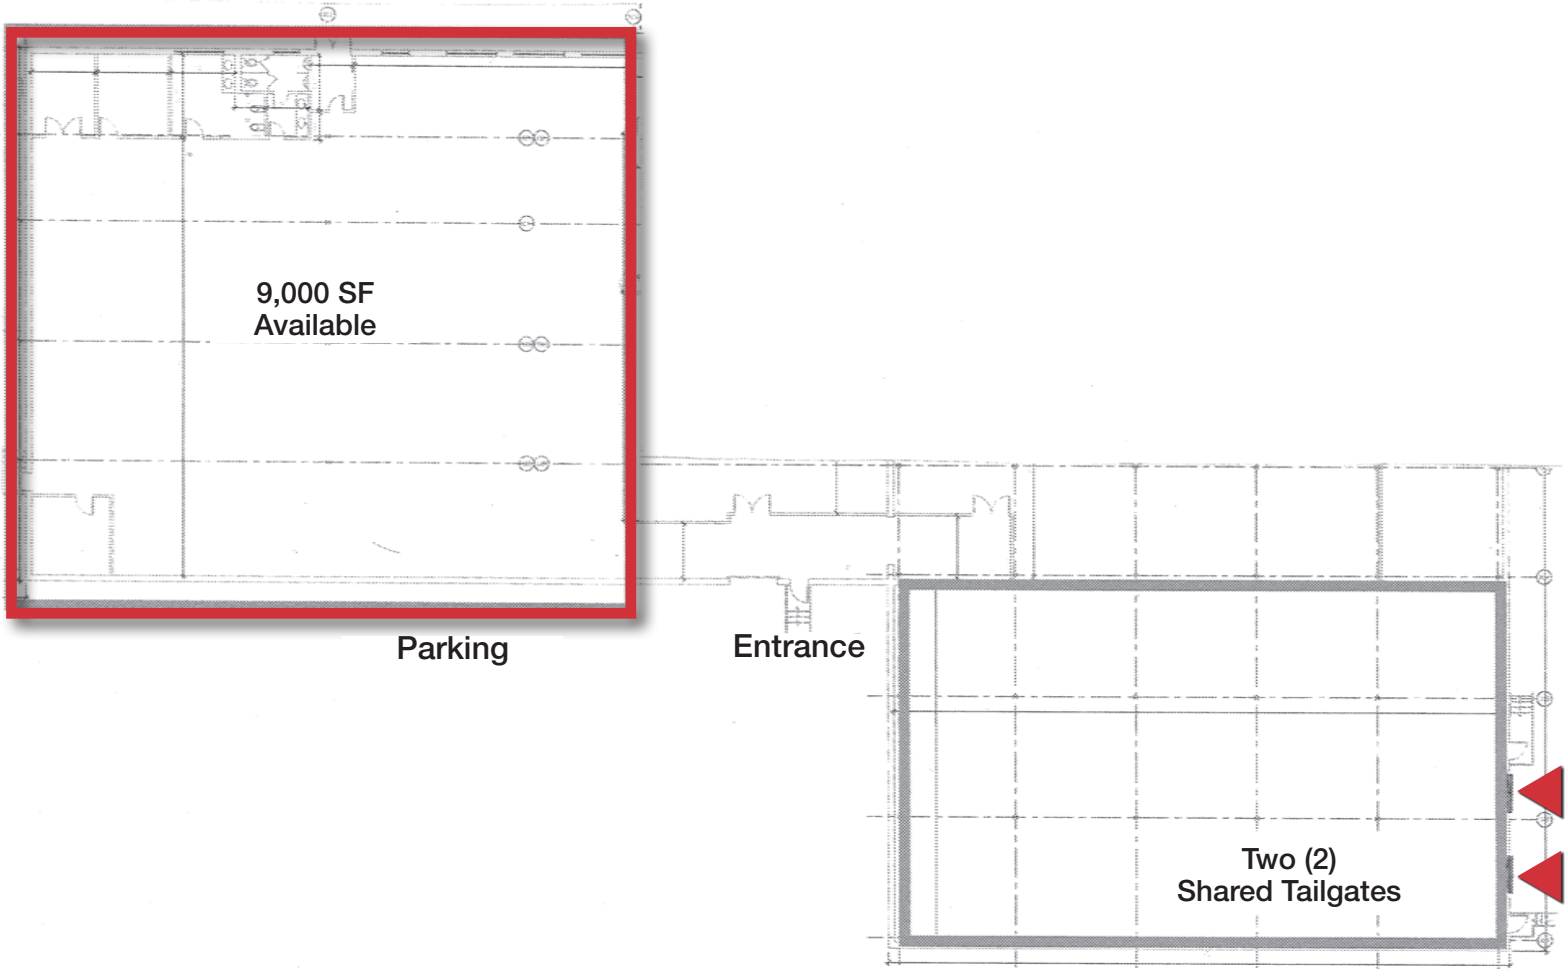 9,000 SF
Available
Parking
Entrance
Two (2)
Shared Tailgates